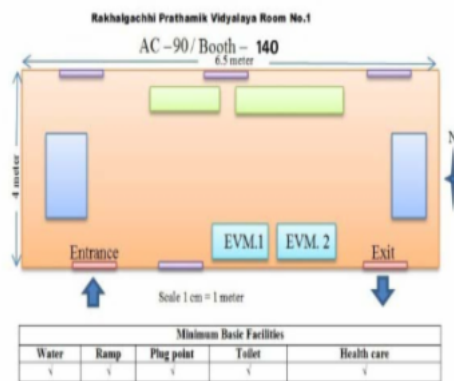 Rakhalgachhi Prathamik Vidyalaya Room No.1
AC – 90 / Booth – 140
6.5 meter
4 meter
N
EVM.1 EVM. 2
Entrance Exit
Scale 1 cm = 1 meter
Minimum Basic Facilities
Water Ramp Plug point Toilet Health care
√ √ √ √ √